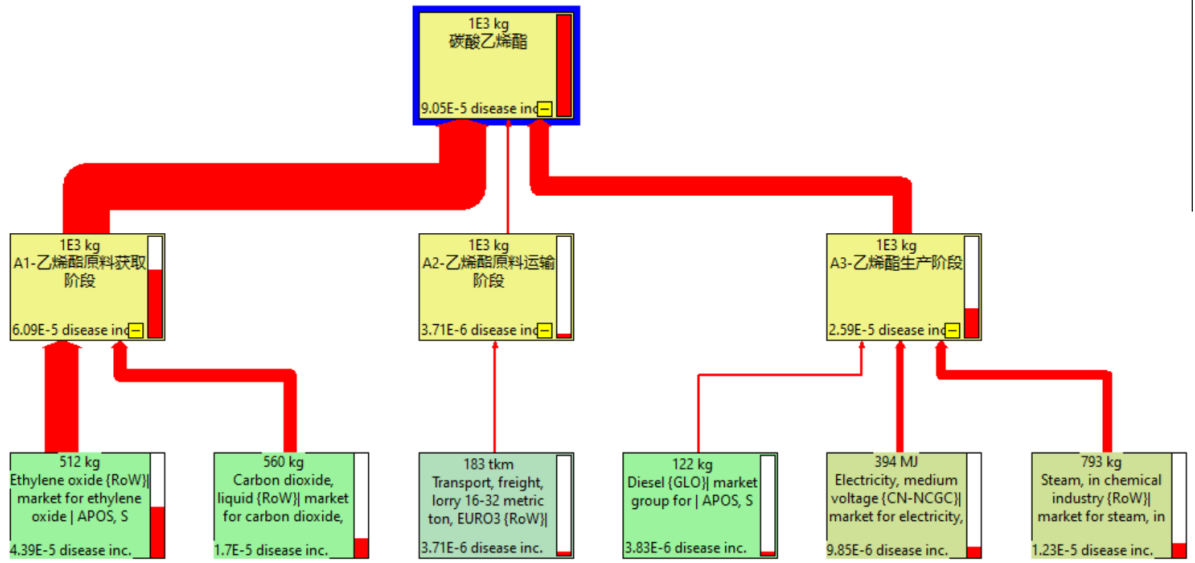 1E3 kg
碳酸乙烯酯
9.05E-5 disease inc
1E3 kg
A1-乙烯酯原料获取
阶段
6.09E-5 disease inc
1E3 kg
A2-乙烯酯原料运输
阶段
3.71E-6 disease inc
1E3 kg
A3-乙烯酯生产阶段
2.59E-5 disease inc
512 kg
Ethylene oxide {RoW}|
market for ethylene
oxide | APOS, S
4.39E-5 disease inc.
560 kg
Carbon dioxide,
liquid {RoW}| market
for carbon dioxide,
1.7E-5 disease inc.
183 tkm
Transport, freight,
lorry 16-32 metric
ton, EURO3 {RoW}|
3.71E-6 disease inc.
122 kg
Diesel {GLO}| market
group for | APOS, S
3.83E-6 disease inc.
394 MJ
Electricity, medium
voltage {CN-NCGC}|
market for electricity,
9.85E-6 disease inc.
793 kg
Steam, in chemical
industry {RoW}|
market for steam, in
1.23E-5 disease inc.